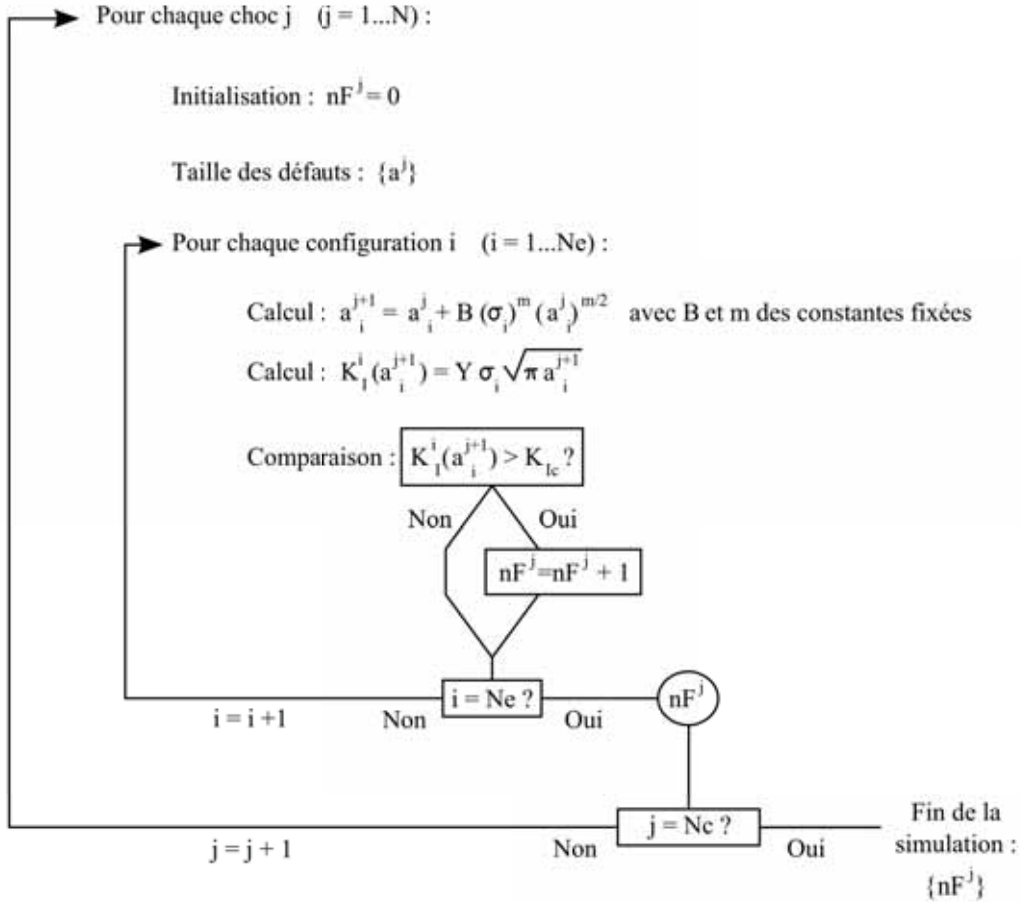 Pour chaque choc j (j = 1...N) :
Initialisation : nF^j = 0
Taille des défauts : {a^j}
Pour chaque configuration i (i = 1...Ne) :
Calcul : a_i^{j+1} = a_i^j + B (σ_i)^m (a_i^j)^{m/2} avec B et m des constantes fixées
Calcul : K_I^i(a_i^{j+1}) = Y σ_i √(π a_i^{j+1})
Comparaison : K_I^i(a_i^{j+1}) > K_{Ic} ?
Non Oui
nF^j=nF^j + 1
i = Ne ? nF^j
i = i +1 Non Oui
j = Nc ? Fin de la
simulation :
{nF^j}
j = j + 1 Non Oui